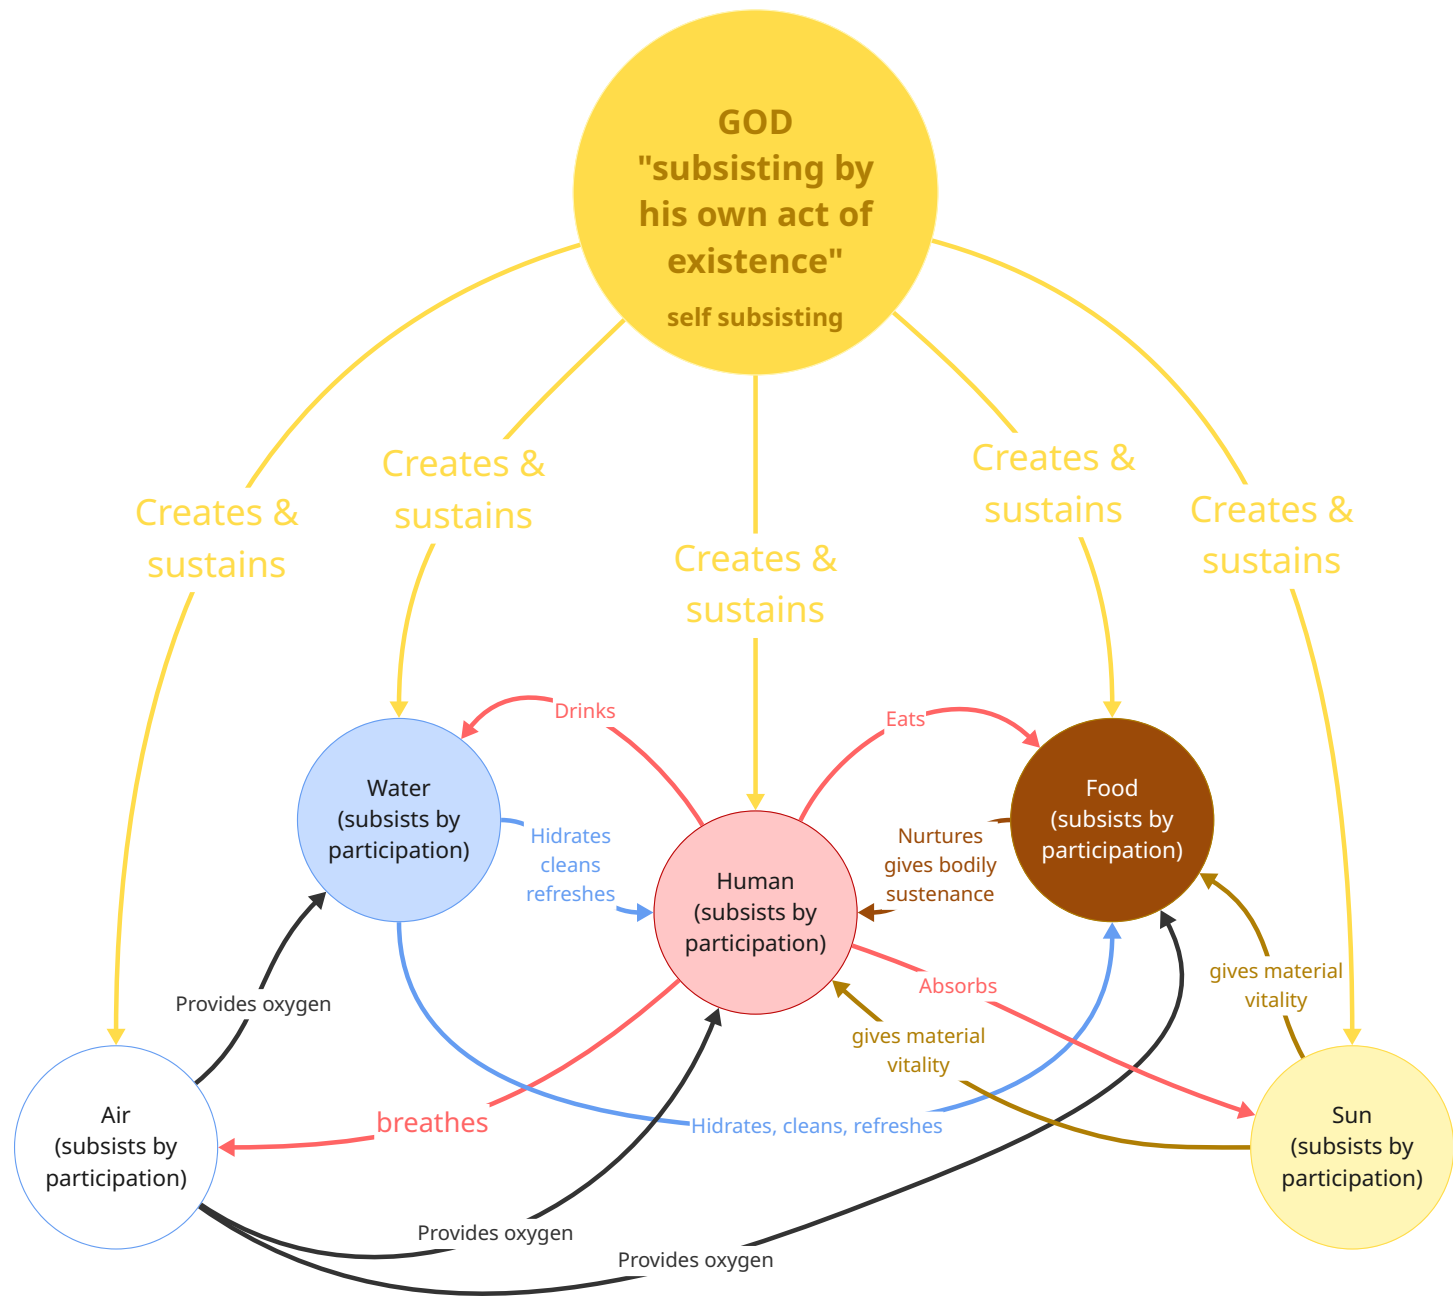 GOD
"subsisting by
his own act of
existence"
self subsisting
Creates &
sustains
Creates &
sustains
Creates &
sustains
Creates &
sustains
Creates &
sustains
Drinks
Eats
Water
(subsists by
participation)
Hidrates
cleans
refreshes
Human
(subsists by
participation)
Nurtures
gives bodily
sustenance
Food
(subsists by
participation)
Provides oxygen
Absorbs
gives material
vitality
gives material
vitality
Air
(subsists by
participation)
breathes
Hidrates, cleans, refreshes
Sun
(subsists by
participation)
Provides oxygen
Provides oxygen